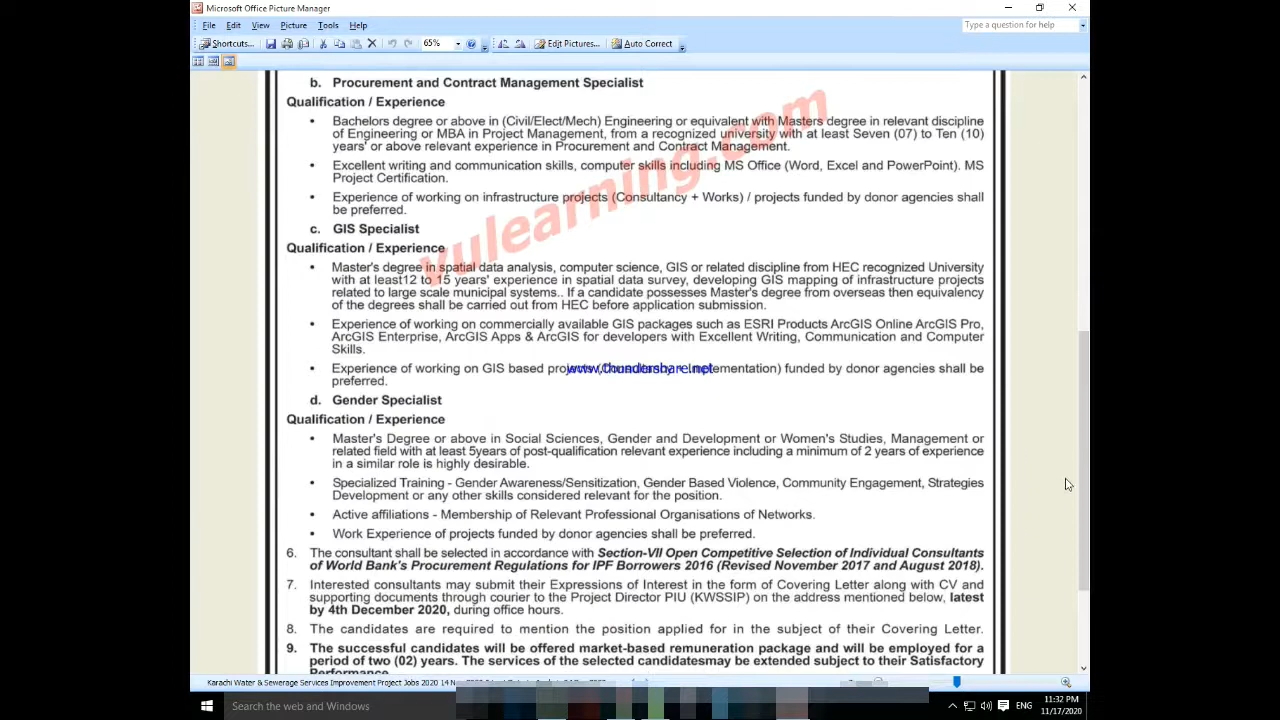 Microsoft Office Picture Manager
File Edit View Picture Tools Help
Type a question for help
Shortcuts... 65% Edit Pictures... Auto Correct
b. Procurement and Contract Management Specialist
Qualification / Experience
• Bachelors degree or above in (Civil/Elect/Mech) Engineering or equivalent with Masters degree in relevant discipline
of Engineering or MBA in Project Management, from a recognized university with at least Seven (07) to Ten (10)
years' or above relevant experience in Procurement and Contract Management.
• Excellent writing and communication skills, computer skills including MS Office (Word, Excel and PowerPoint). MS
Project Certification.
• Experience of working on infrastructure projects (Consultancy + Works) / projects funded by donor agencies shall
be preferred.
vulearning.com
c. GIS Specialist
Qualification / Experience
• Master's degree in spatial data analysis, computer science, GIS or related discipline from HEC recognized University
with at least12 to 15 years' experience in spatial data survey, developing GIS mapping of infrastructure projects
related to large scale municipal systems.. If a candidate possesses Master's degree from overseas then equivalency
of the degrees shall be carried out from HEC before application submission.
• Experience of working on commercially available GIS packages such as ESRI Products ArcGIS Online ArcGIS Pro,
ArcGIS Enterprise, ArcGIS Apps & ArcGIS for developers with Excellent Writing, Communication and Computer
Skills.
• Experience of working on GIS based projects (Consultancy + Implementation) funded by donor agencies shall be
www.thundershare.net
preferred.
d. Gender Specialist
Qualification / Experience
• Master's Degree or above in Social Sciences, Gender and Development or Women's Studies, Management or
related field with at least 5years of post-qualification relevant experience including a minimum of 2 years of experience
in a similar role is highly desirable.
• Specialized Training - Gender Awareness/Sensitization, Gender Based Violence, Community Engagement, Strategies
Development or any other skills considered relevant for the position.
• Active affiliations - Membership of Relevant Professional Organisations of Networks.
• Work Experience of projects funded by donor agencies shall be preferred.
6. The consultant shall be selected in accordance with Section-VII Open Competitive Selection of Individual Consultants
of World Bank's Procurement Regulations for IPF Borrowers 2016 (Revised November 2017 and August 2018).
7. Interested consultants may submit their Expressions of Interest in the form of Covering Letter along with CV and
supporting documents through courier to the Project Director PIU (KWSSIP) on the address mentioned below, latest
by 4th December 2020, during office hours.
8. The candidates are required to mention the position applied for in the subject of their Covering Letter.
9. The successful candidates will be offered market-based remuneration package and will be employed for a
period of two (02) years. The services of the selected candidatesmay be extended subject to their Satisfactory
Performance
Karachi Water & Sewerage Services Improvement Project Jobs 2020 14 N
Search the web and Windows
ENG
11:32 PM
11/17/2020